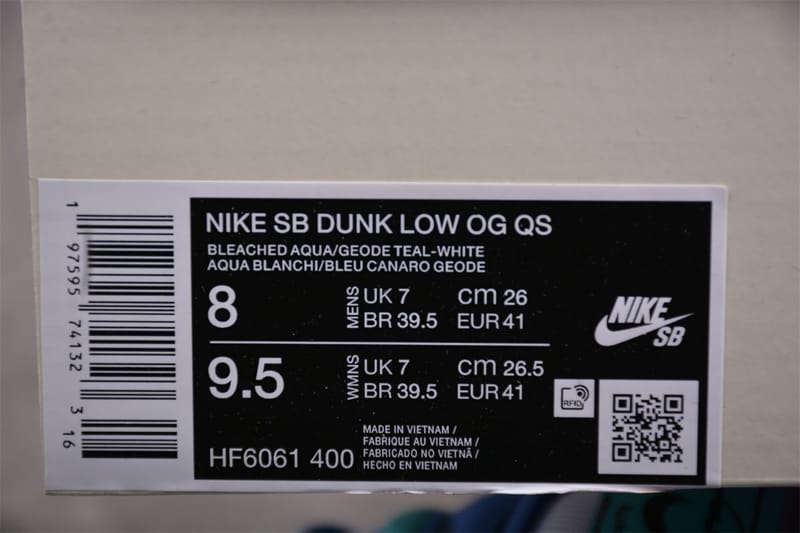 NIKE SB DUNK LOW OG QS
BLEACHED AQUA/GEODE TEAL-WHITE
AQUA BLANCHI/BLEU CANARO GEODE
8
MENS
UK 7 cm 26
BR 39.5 EUR 41
9.5
WMNS
UK 7 cm 26.5
BR 39.5 EUR 41
HF6061 400
MADE IN VIETNAM /
FABRIQUE AU VIETNAM /
FABRICADO NO VIETNÃ /
HECHO EN VIETNAM
NIKE
SB
RFID
1 97595 74132 3 16